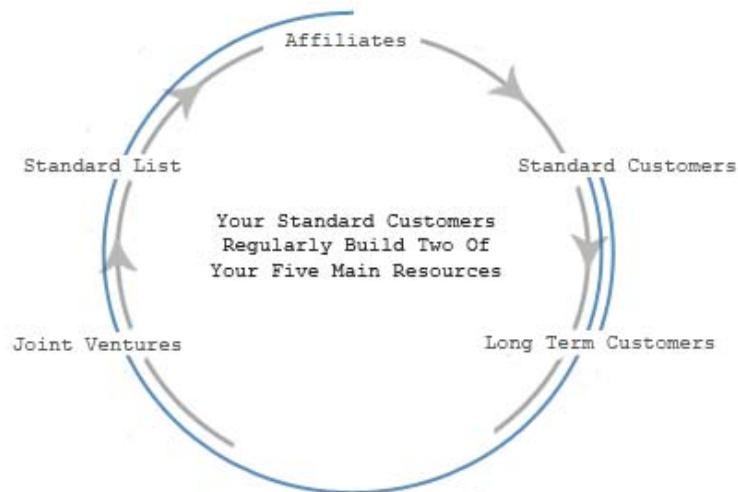 Affiliates
Standard List
Standard Customers
Your Standard Customers
Regularly Build Two Of
Your Five Main Resources
Joint Ventures
Long Term Customers